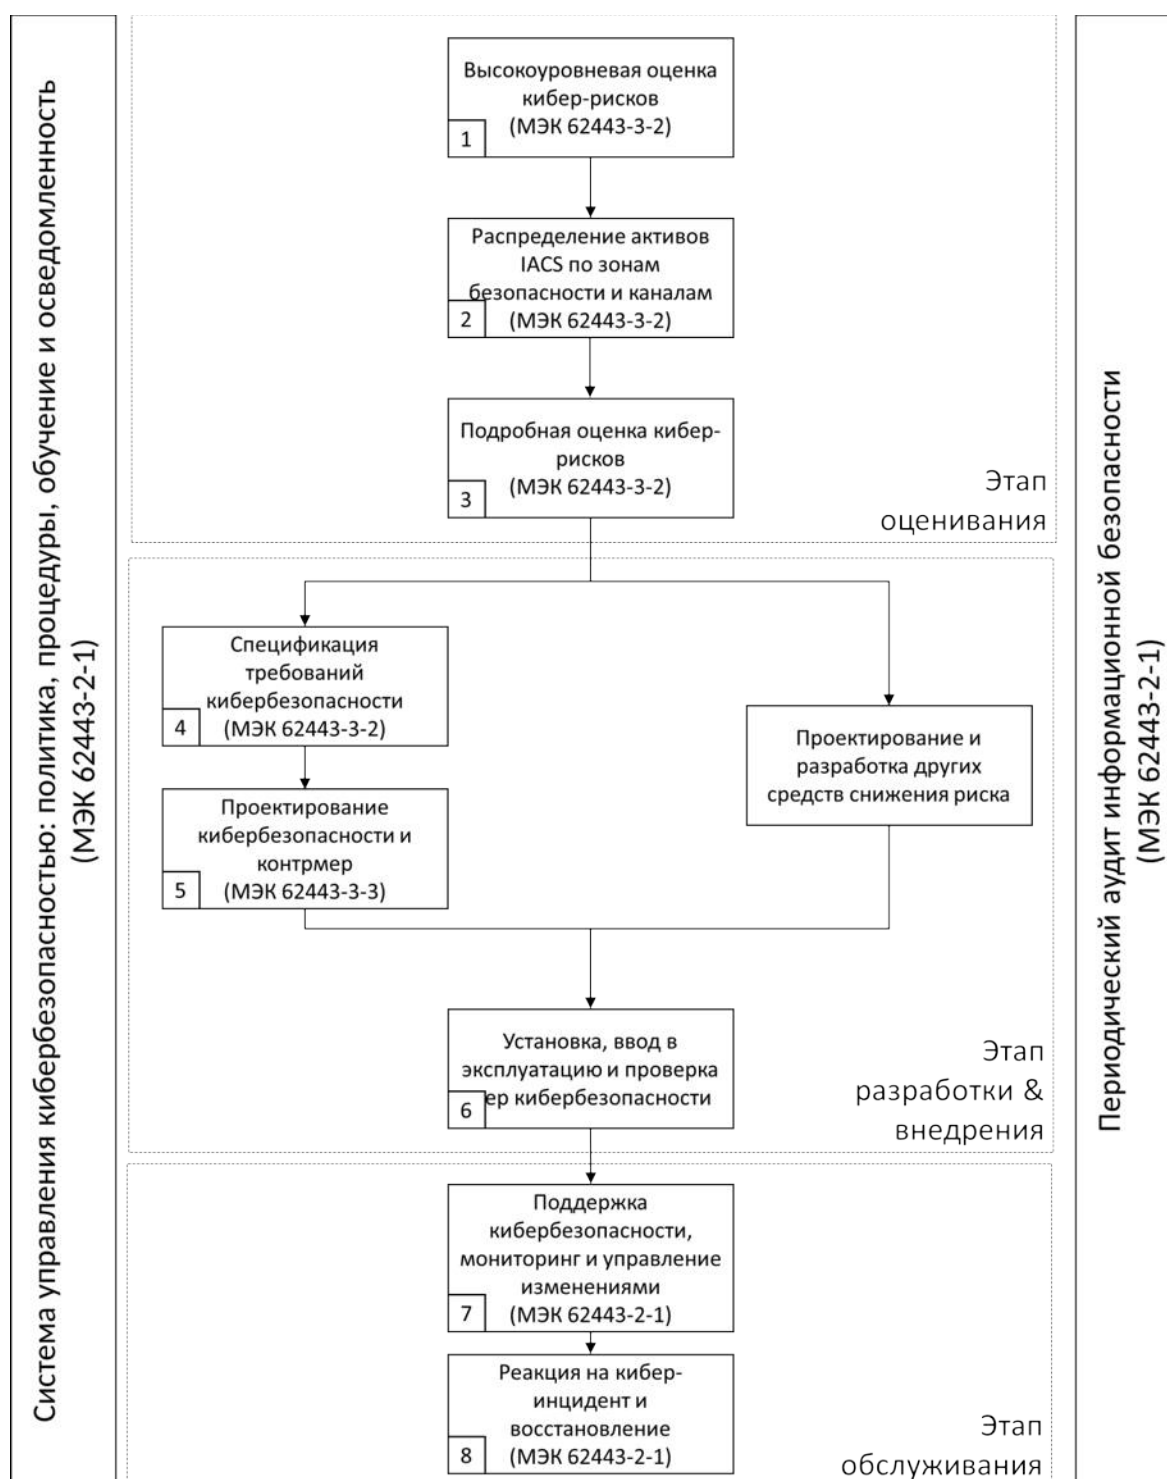 Система управления кибербезопасностью: политика, процедуры, обучение и осведомленность
(МЭК 62443-2-1)
Высокоуровневая оценка
кибер-рисков
(МЭК 62443-3-2)
1
Распределение активов
IACS по зонам
безопасности и каналам
(МЭК 62443-3-2)
2
Подробная оценка кибер-
рисков
(МЭК 62443-3-2)
3
Этап
оценивания
Спецификация
требований
кибербезопасности
(МЭК 62443-3-2)
4
Проектирование
кибербезопасности и
контрмер
(МЭК 62443-3-3)
5
Проектирование и
разработка других
средств снижения риска
Установка, ввод в
эксплуатацию и проверка
ер кибербезопасности
6
Этап
разработки &
внедрения
Поддержка
кибербезопасности,
мониторинг и управление
изменениями
(МЭК 62443-2-1)
7
Реакция на кибер-
инцидент и
восстановление
(МЭК 62443-2-1)
8
Этап
обслуживания
Периодический аудит информационной безопасности
(МЭК 62443-2-1)